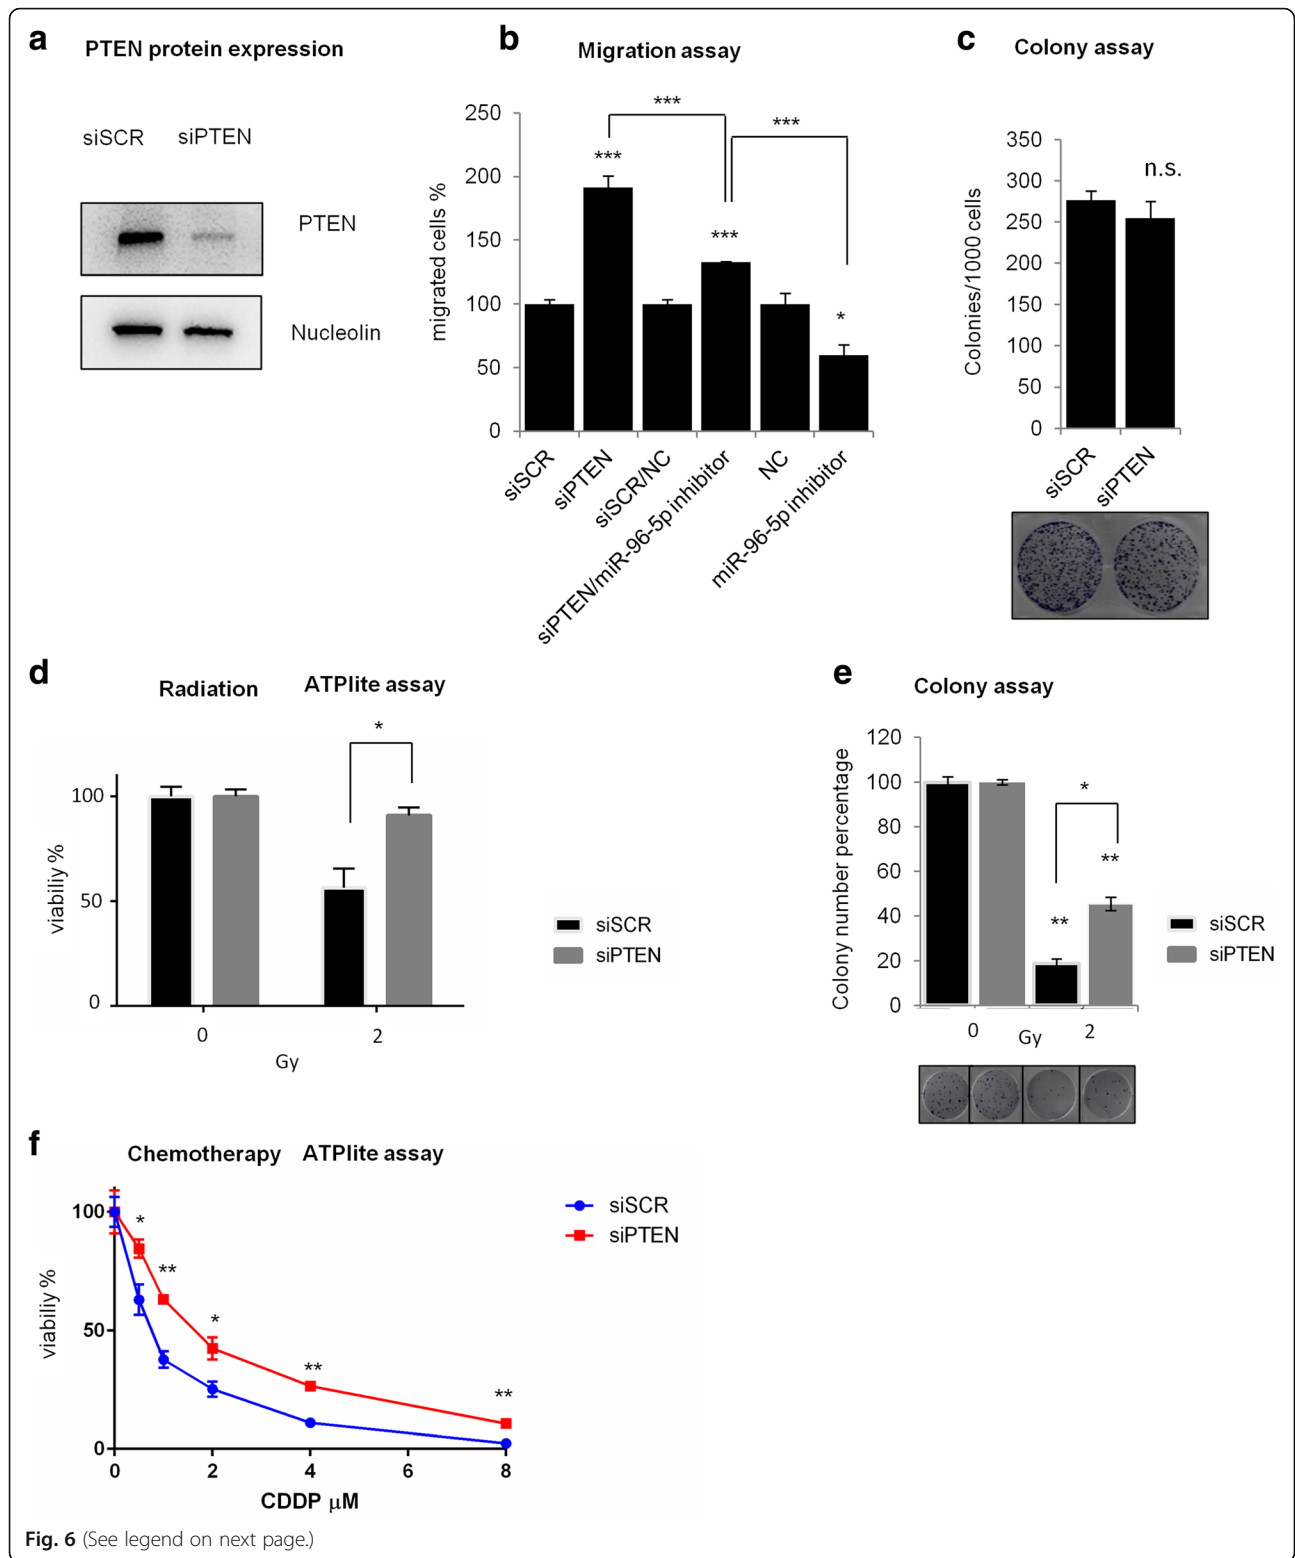 a PTEN protein expression
siSCR siPTEN
PTEN
Nucleolin
b Migration assay
migrated cells %
250
200
150
100
50
0
***
***
***
***
*
siSCR
siPTEN
siSCR/NC
siPTEN/miR-96-5p inhibitor
NC
miR-96-5p inhibitor
c Colony assay
Colonies/1000 cells
350
300
250
200
150
100
50
0
n.s.
siSCR
siPTEN
d Radiation ATPlite assay
viabiliy %
100
50
0
*
0 2
Gy
siSCR
siPTEN
e Colony assay
Colony number percentage
120
100
80
60
40
20
0
*
**
**
0 Gy 2
siSCR
siPTEN
f Chemotherapy ATPlite assay
viabiliy %
100
50
0
*
**
*
**
**
0 2 4 6 8
CDDP μM
siSCR
siPTEN
Fig. 6 (See legend on next page.)